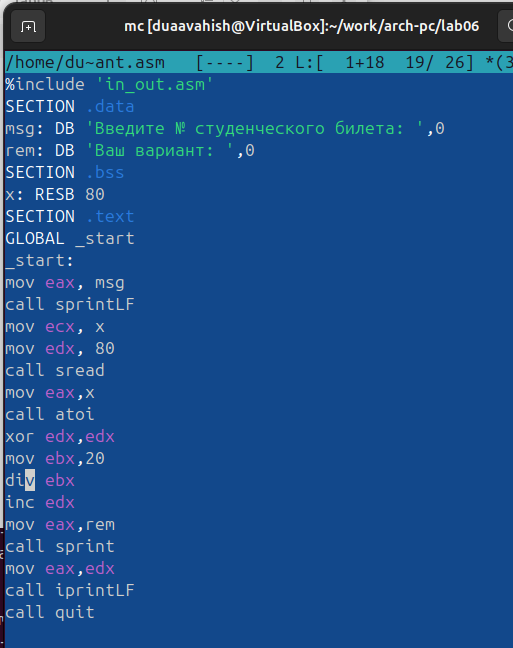 mc [duaavahish@VirtualBox]:~/work/arch-pc/lab06
/home/du~ant.asm [----] 2 L:[ 1+18 19/ 26] *(3
%include 'in_out.asm'
SECTION .data
msg: DB 'Введите № студенческого билета: ',0
rem: DB 'Ваш вариант: ',0
SECTION .bss
x: RESB 80
SECTION .text
GLOBAL _start
_start:
mov eax, msg
call sprintLF
mov ecx, x
mov edx, 80
call sread
mov eax,x
call atoi
xor edx,edx
mov ebx,20
div ebx
inc edx
mov eax,rem
call sprint
mov eax,edx
call iprintLF
call quit